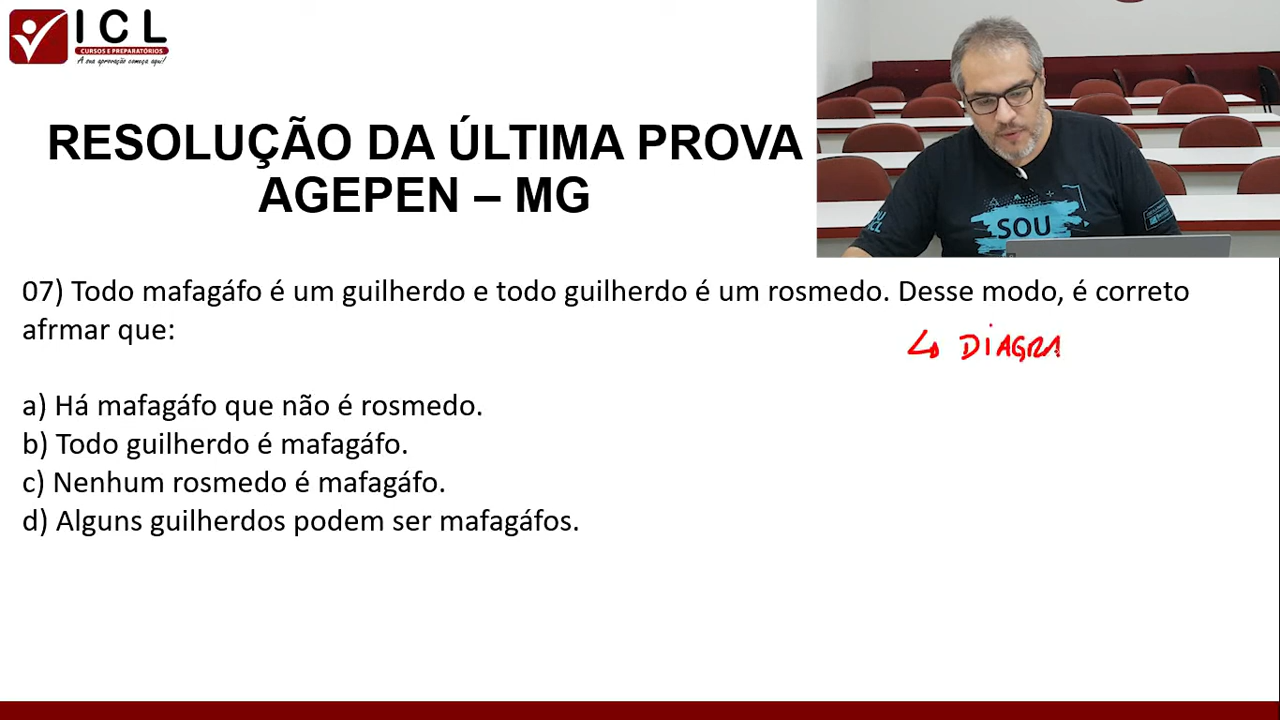 ICL
CURSOS E PREPARATÓRIOS
A sua aprovação começa aqui!
RESOLUÇÃO DA ÚLTIMA PROVA
AGEPEN – MG
SOU
SOU
ICL
07) Todo mafagáfo é um guilherdo e todo guilherdo é um rosmedo. Desse modo, é correto
afrmar que:
↳ DIAGRA
a) Há mafagáfo que não é rosmedo.
b) Todo guilherdo é mafagáfo.
c) Nenhum rosmedo é mafagáfo.
d) Alguns guilherdos podem ser mafagáfos.